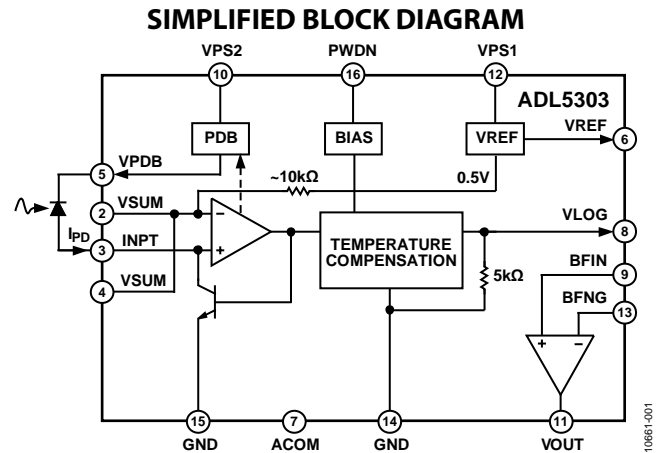 SIMPLIFIED BLOCK DIAGRAM
VPS2 PWDN VPS1
10 16 12
ADL5303
PDB BIAS VREF VREF 6
5 VPDB
~10kΩ 0.5V
2 VSUM −
IPD
3 INPT +
4 VSUM
TEMPERATURE
COMPENSATION
VLOG 8
5kΩ
BFIN 9
BFNG 13
+ −
15 7 14 11
GND ACOM GND VOUT
10661-001